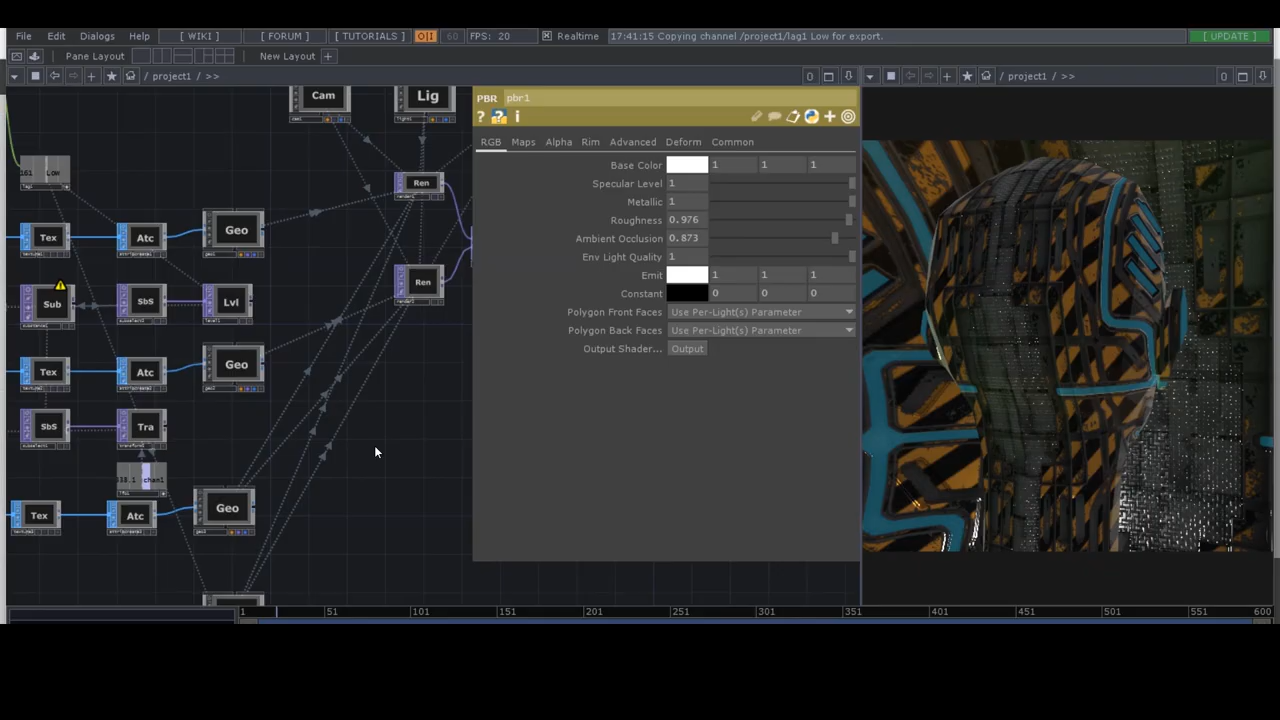 File Edit Dialogs Help [ WIKI ] [ FORUM ] [ TUTORIALS ] O|I 60 FPS: 20 Realtime 17:41:15 Copying channel /project1/lag1 Low for export. [ UPDATE ]
Pane Layout New Layout +
/ project1 / >> 0 / project1 / >> 0
Cam
Lig
PBR pbr1
? ? i
RGB Maps Alpha Rim Advanced Deform Common
Base Color 1 1 1
Low
Ren
Specular Level 1
Metallic 1
Roughness 0.976
Tex Atc Geo
Ambient Occlusion 0.873
Env Light Quality 1
Ren
Emit 1 1 1
Sub SbS Lvl
Constant 0 0 0
Polygon Front Faces Use Per-Light(s) Parameter
Polygon Back Faces Use Per-Light(s) Parameter
Output Shader... Output
Tex Atc Geo
SbS Tra
chan1
Tex Atc Geo
1 51 101 151 201 251 301 351 401 451 501 551 600